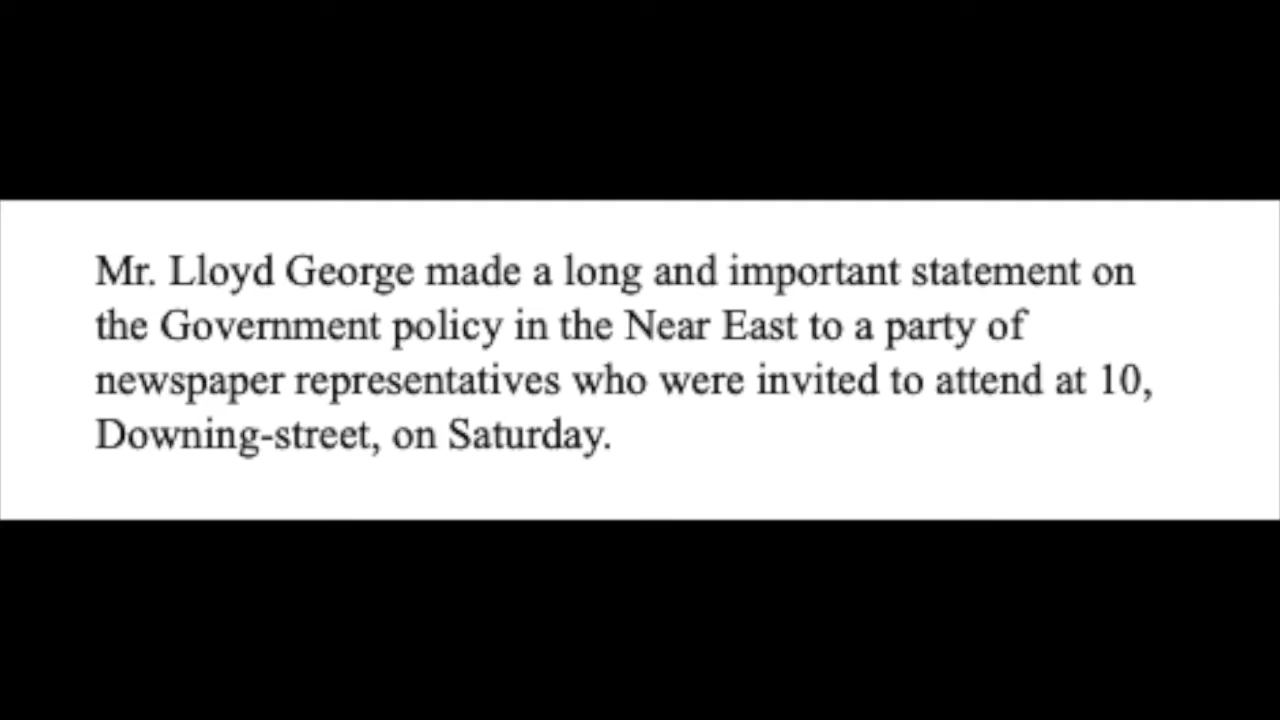 Mr. Lloyd George made a long and important statement on
the Government policy in the Near East to a party of
newspaper representatives who were invited to attend at 10,
Downing-street, on Saturday.